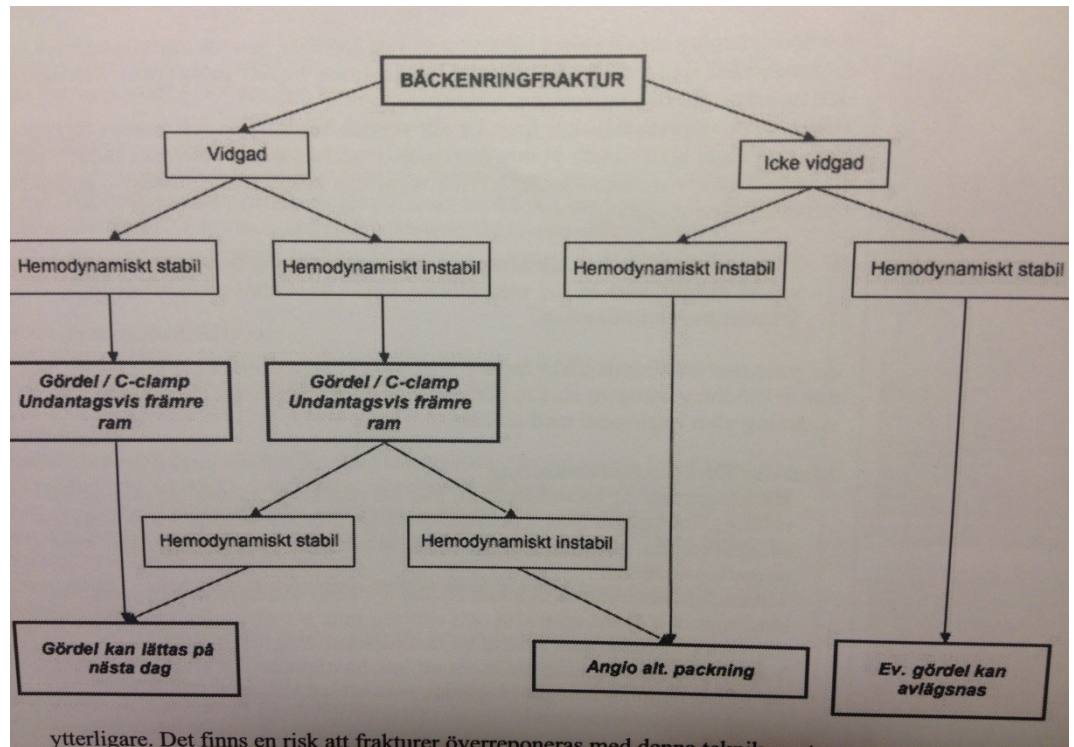 BÄCKENRINGFRAKTUR
Vidgad
Icke vidgad
Hemodynamiskt stabil
Hemodynamiskt instabil
Hemodynamiskt instabil
Hemodynamiskt stabil
Gördel / C-clamp
Undantagsvis främre
ram
Gördel / C-clamp
Undantagsvis främre
ram
Hemodynamiskt stabil
Hemodynamiskt instabil
Gördel kan lättas på
nästa dag
Angio alt. packning
Ev. gördel kan
avlägsnas
ytterligare. Det finns en risk att frakturer överreponeras med denna teknik